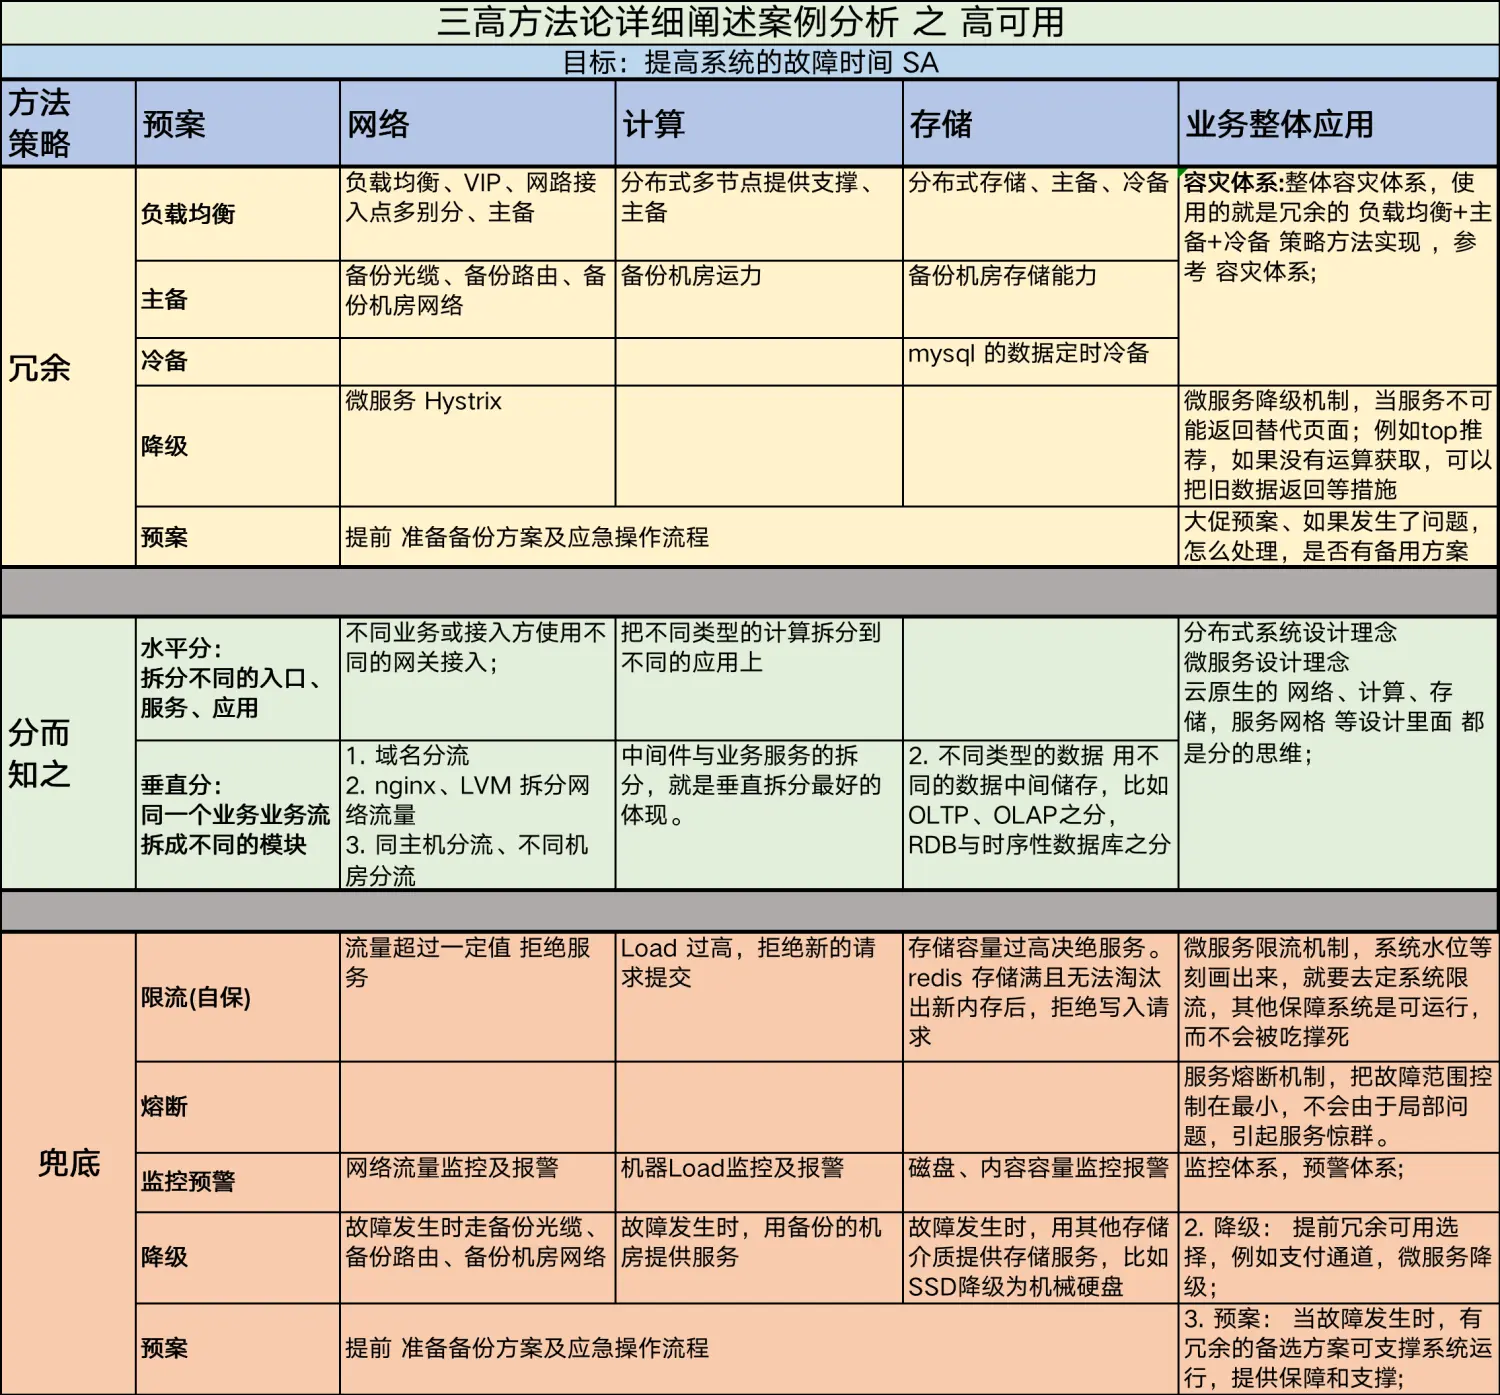 三高方法论详细阐述案例分析 之 高可用
目标：提高系统的故障时间 SA
方法
策略
预案
网络
计算
存储
业务整体应用
冗余
负载均衡
负载均衡、VIP、网路接
入点多别分、主备
分布式多节点提供支撑、
主备
分布式存储、主备、冷备
容灾体系:整体容灾体系，使
用的就是冗余的 负载均衡+主
备+冷备 策略方法实现 ，参
考 容灾体系;
主备
备份光缆、备份路由、备
份机房网络
备份机房运力
备份机房存储能力
冷备
mysql 的数据定时冷备
降级
微服务 Hystrix
微服务降级机制，当服务不可
能返回替代页面；例如top推
荐，如果没有运算获取，可以
把旧数据返回等措施
预案
提前 准备备份方案及应急操作流程
大促预案、如果发生了问题，
怎么处理，是否有备用方案
分而
知之
水平分：
拆分不同的入口、
服务、应用
不同业务或接入方使用不
同的网关接入；
把不同类型的计算拆分到
不同的应用上
分布式系统设计理念
微服务设计理念
云原生的 网络、计算、存
储，服务网格 等设计里面 都
是分的思维；
垂直分：
同一个业务业务流
拆成不同的模块
1. 域名分流
2. nginx、LVM 拆分网
络流量
3. 同主机分流、不同机
房分流
中间件与业务服务的拆
分，就是垂直拆分最好的
体现。
2. 不同类型的数据 用不
同的数据中间储存，比如
OLTP、OLAP之分，
RDB与时序性数据库之分
兜底
限流(自保)
流量超过一定值 拒绝服
务
Load 过高，拒绝新的请
求提交
存储容量过高决绝服务。
redis 存储满且无法淘汰
出新内存后，拒绝写入请
求
微服务限流机制，系统水位等
刻画出来，就要去定系统限
流，其他保障系统是可运行，
而不会被吃撑死
熔断
服务熔断机制，把故障范围控
制在最小，不会由于局部问
题，引起服务惊群。
监控预警
网络流量监控及报警
机器Load监控及报警
磁盘、内容容量监控报警
监控体系，预警体系;
降级
故障发生时走备份光缆、
备份路由、备份机房网络
故障发生时，用备份的机
房提供服务
故障发生时，用其他存储
介质提供存储服务，比如
SSD降级为机械硬盘
2. 降级： 提前冗余可用选
择，例如支付通道，微服务降
级;
预案
提前 准备备份方案及应急操作流程
3. 预案： 当故障发生时，有
冗余的备选方案可支撑系统运
行，提供保障和支撑;